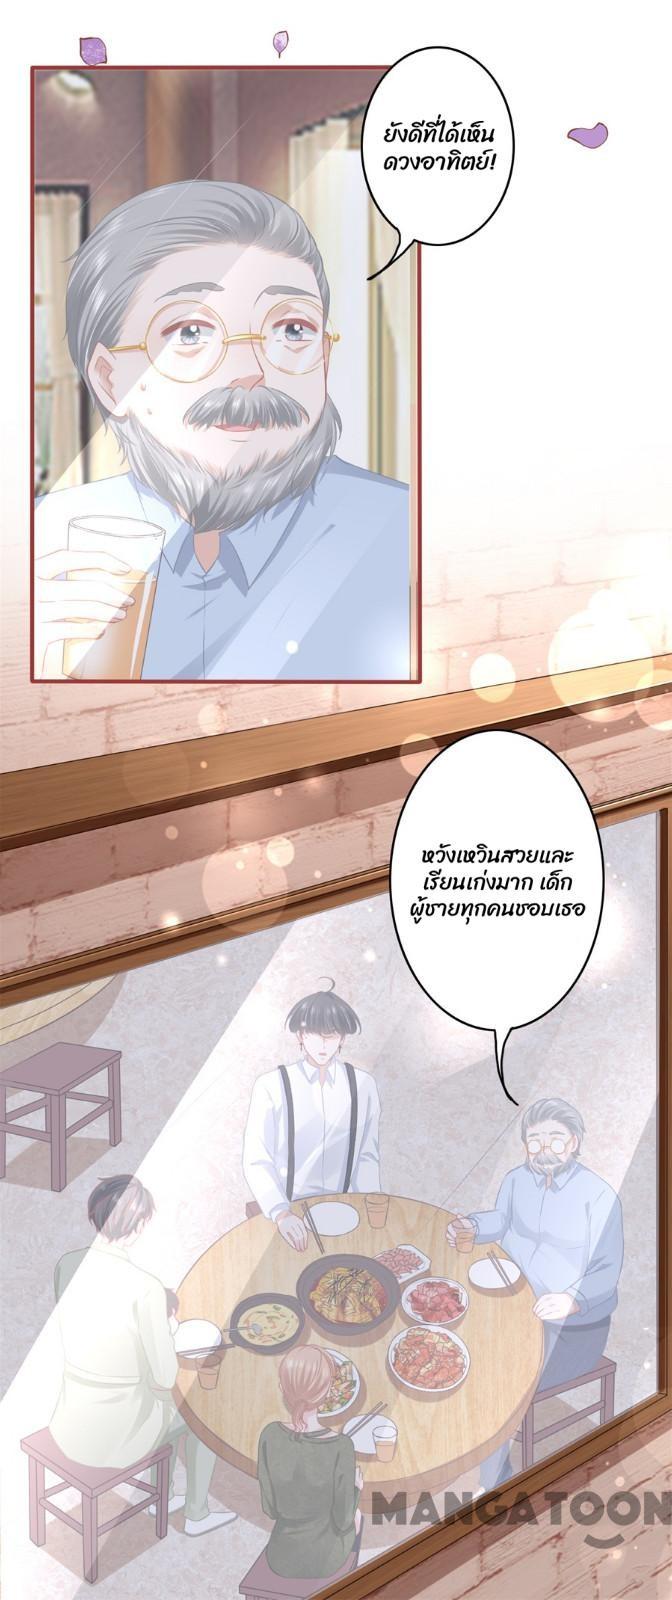 ยังดีที่ได้เห็น
ดวงอาทิตย์!
หวังเหวินสวยและ
เรียนเก่งมาก เด็ก
ผู้ชายทุกคนชอบเธอ
MANGATOON